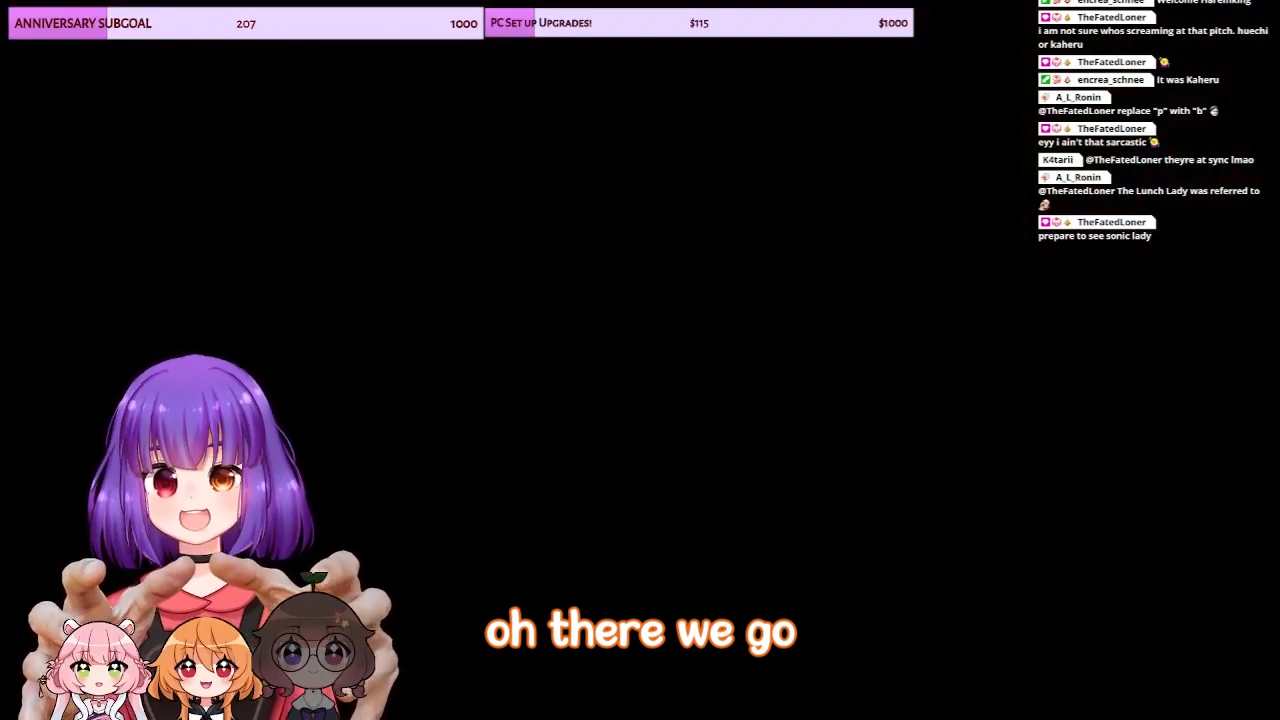 ANNIVERSARY SUBGOAL 207 1000
PC SET UP UPGRADES! $115 $1000
encrea_schnee Welcome Haremking
TheFatedLoner
i am not sure whos screaming at that pitch. huechi
or kaheru
TheFatedLoner
encrea_schnee It was Kaheru
A_L_Ronin
@TheFatedLoner replace "p" with "b"
TheFatedLoner
eyy i ain't that sarcastic
K4tarii @TheFatedLoner theyre at sync lmao
A_L_Ronin
@TheFatedLoner The Lunch Lady was referred to
TheFatedLoner
prepare to see sonic lady
oh there we go